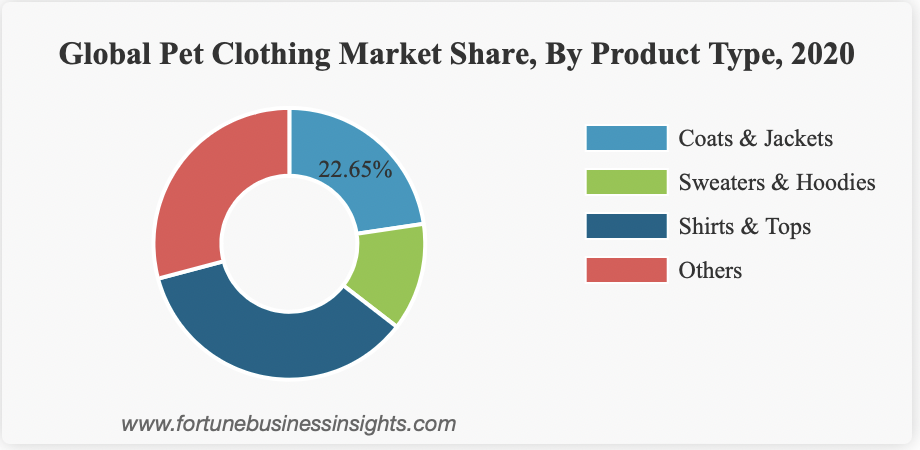 Global Pet Clothing Market Share, By Product Type, 2020
22.65%
Coats & Jackets
Sweaters & Hoodies
Shirts & Tops
Others
www.fortunebusinessinsights.com